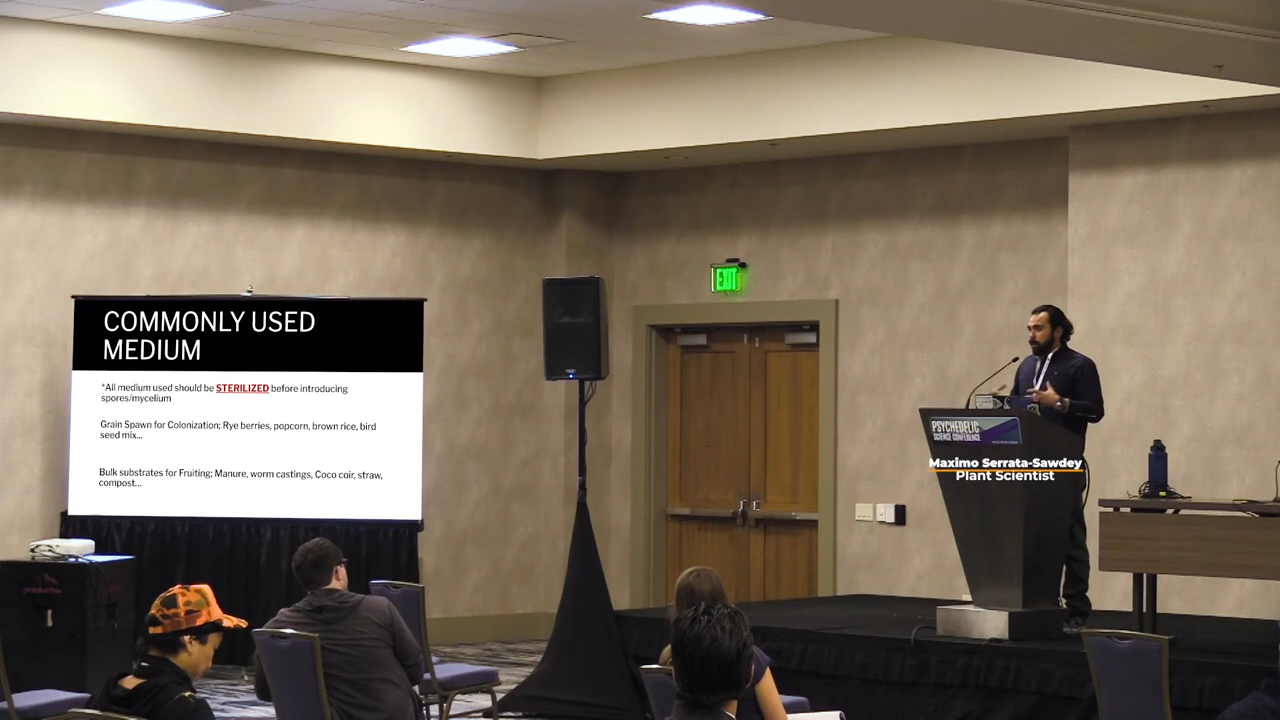 COMMONLY USED
MEDIUM
*All medium used should be STERILIZED before introducing
spores/mycelium
Grain Spawn for Colonization; Rye berries, popcorn, brown rice, bird
seed mix...
Bulk substrates for Fruiting; Manure, worm castings, Coco coir, straw,
compost...
EXIT
PSYCHEDELIC
SCIENCE CONFERENCE
Maximo Serrata-Sawdey
Plant Scientist